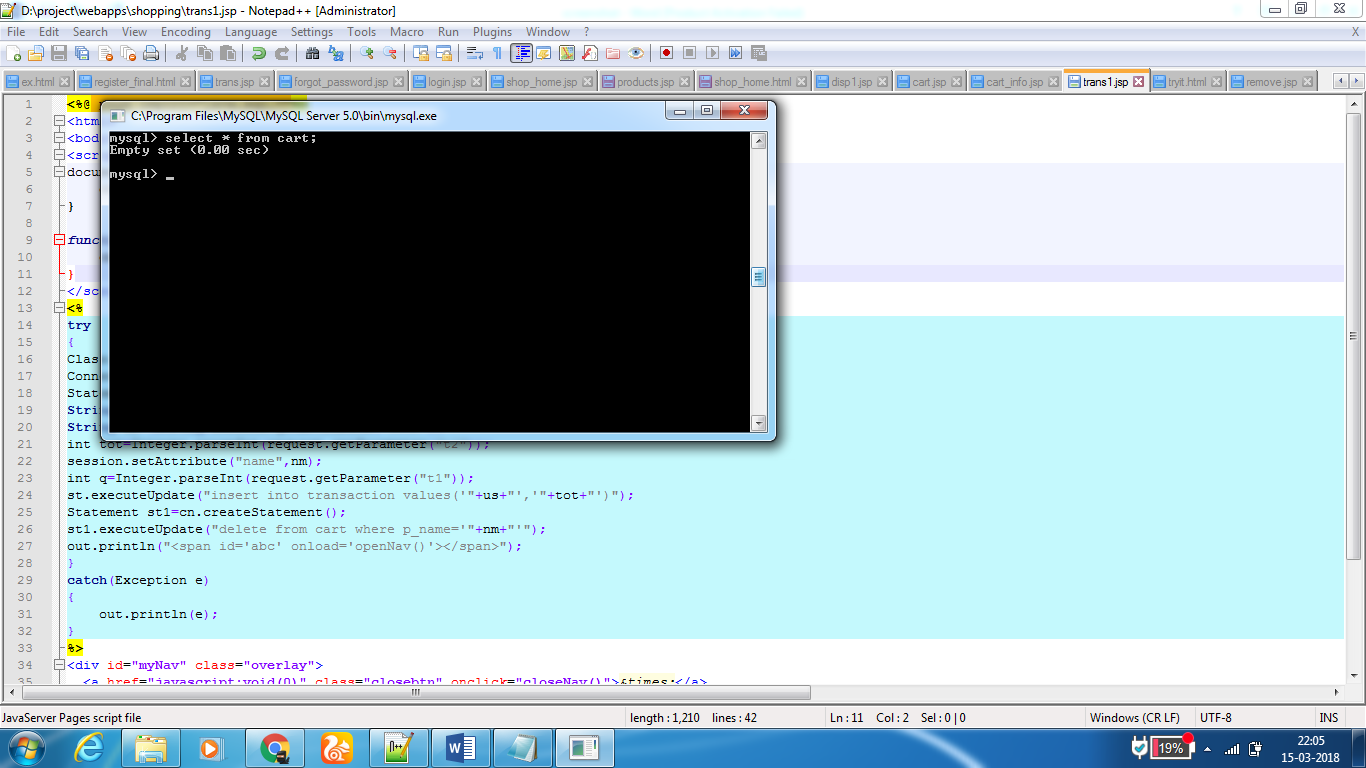 D:\project\webapps\shopping\trans1.jsp - Notepad++ [Administrator]
File Edit Search View Encoding Language Settings Tools Macro Run Plugins Window ? X
ex.html register_final.html trans.jsp forgot_password.jsp login.jsp shop_home.jsp products.jsp shop_home.html disp1.jsp cart.jsp cart_info.jsp trans1.jsp tryit.html remove.jsp
C:\Program Files\MySQL\MySQL Server 5.0\bin\mysql.exe
mysql> select * from cart;
Empty set (0.00 sec)
mysql> _
1 <%@
2 <htm
3 <bod
4 <scr
5 docu
6
7 }
8
9 func
10
11 }
12 </sc
13 <%
14 try
15 {
16 Clas
17 Conn
18 Stat
19 Stri
20 Stri
21 int tot=Integer.parseInt(request.getParameter("t2"));
22 session.setAttribute("name",nm);
23 int q=Integer.parseInt(request.getParameter("t1"));
24 st.executeUpdate("insert into transaction values('"+us+"','"+tot+"')");
25 Statement st1=cn.createStatement();
26 st1.executeUpdate("delete from cart where p_name='"+nm+"'");
27 out.println("<span id='abc' onload='openNav()'></span>");
28 }
29 catch(Exception e)
30 {
31 out.println(e);
32 }
33 %>
34 <div id="myNav" class="overlay">
35 <a href="javascript:void(0)" class="closebtn" onclick="closeNav()">&times;</a>
JavaServer Pages script file length : 1,210 lines : 42 Ln : 11 Col : 2 Sel : 0 | 0 Windows (CR LF) UTF-8 INS
19%
22:05
15-03-2018